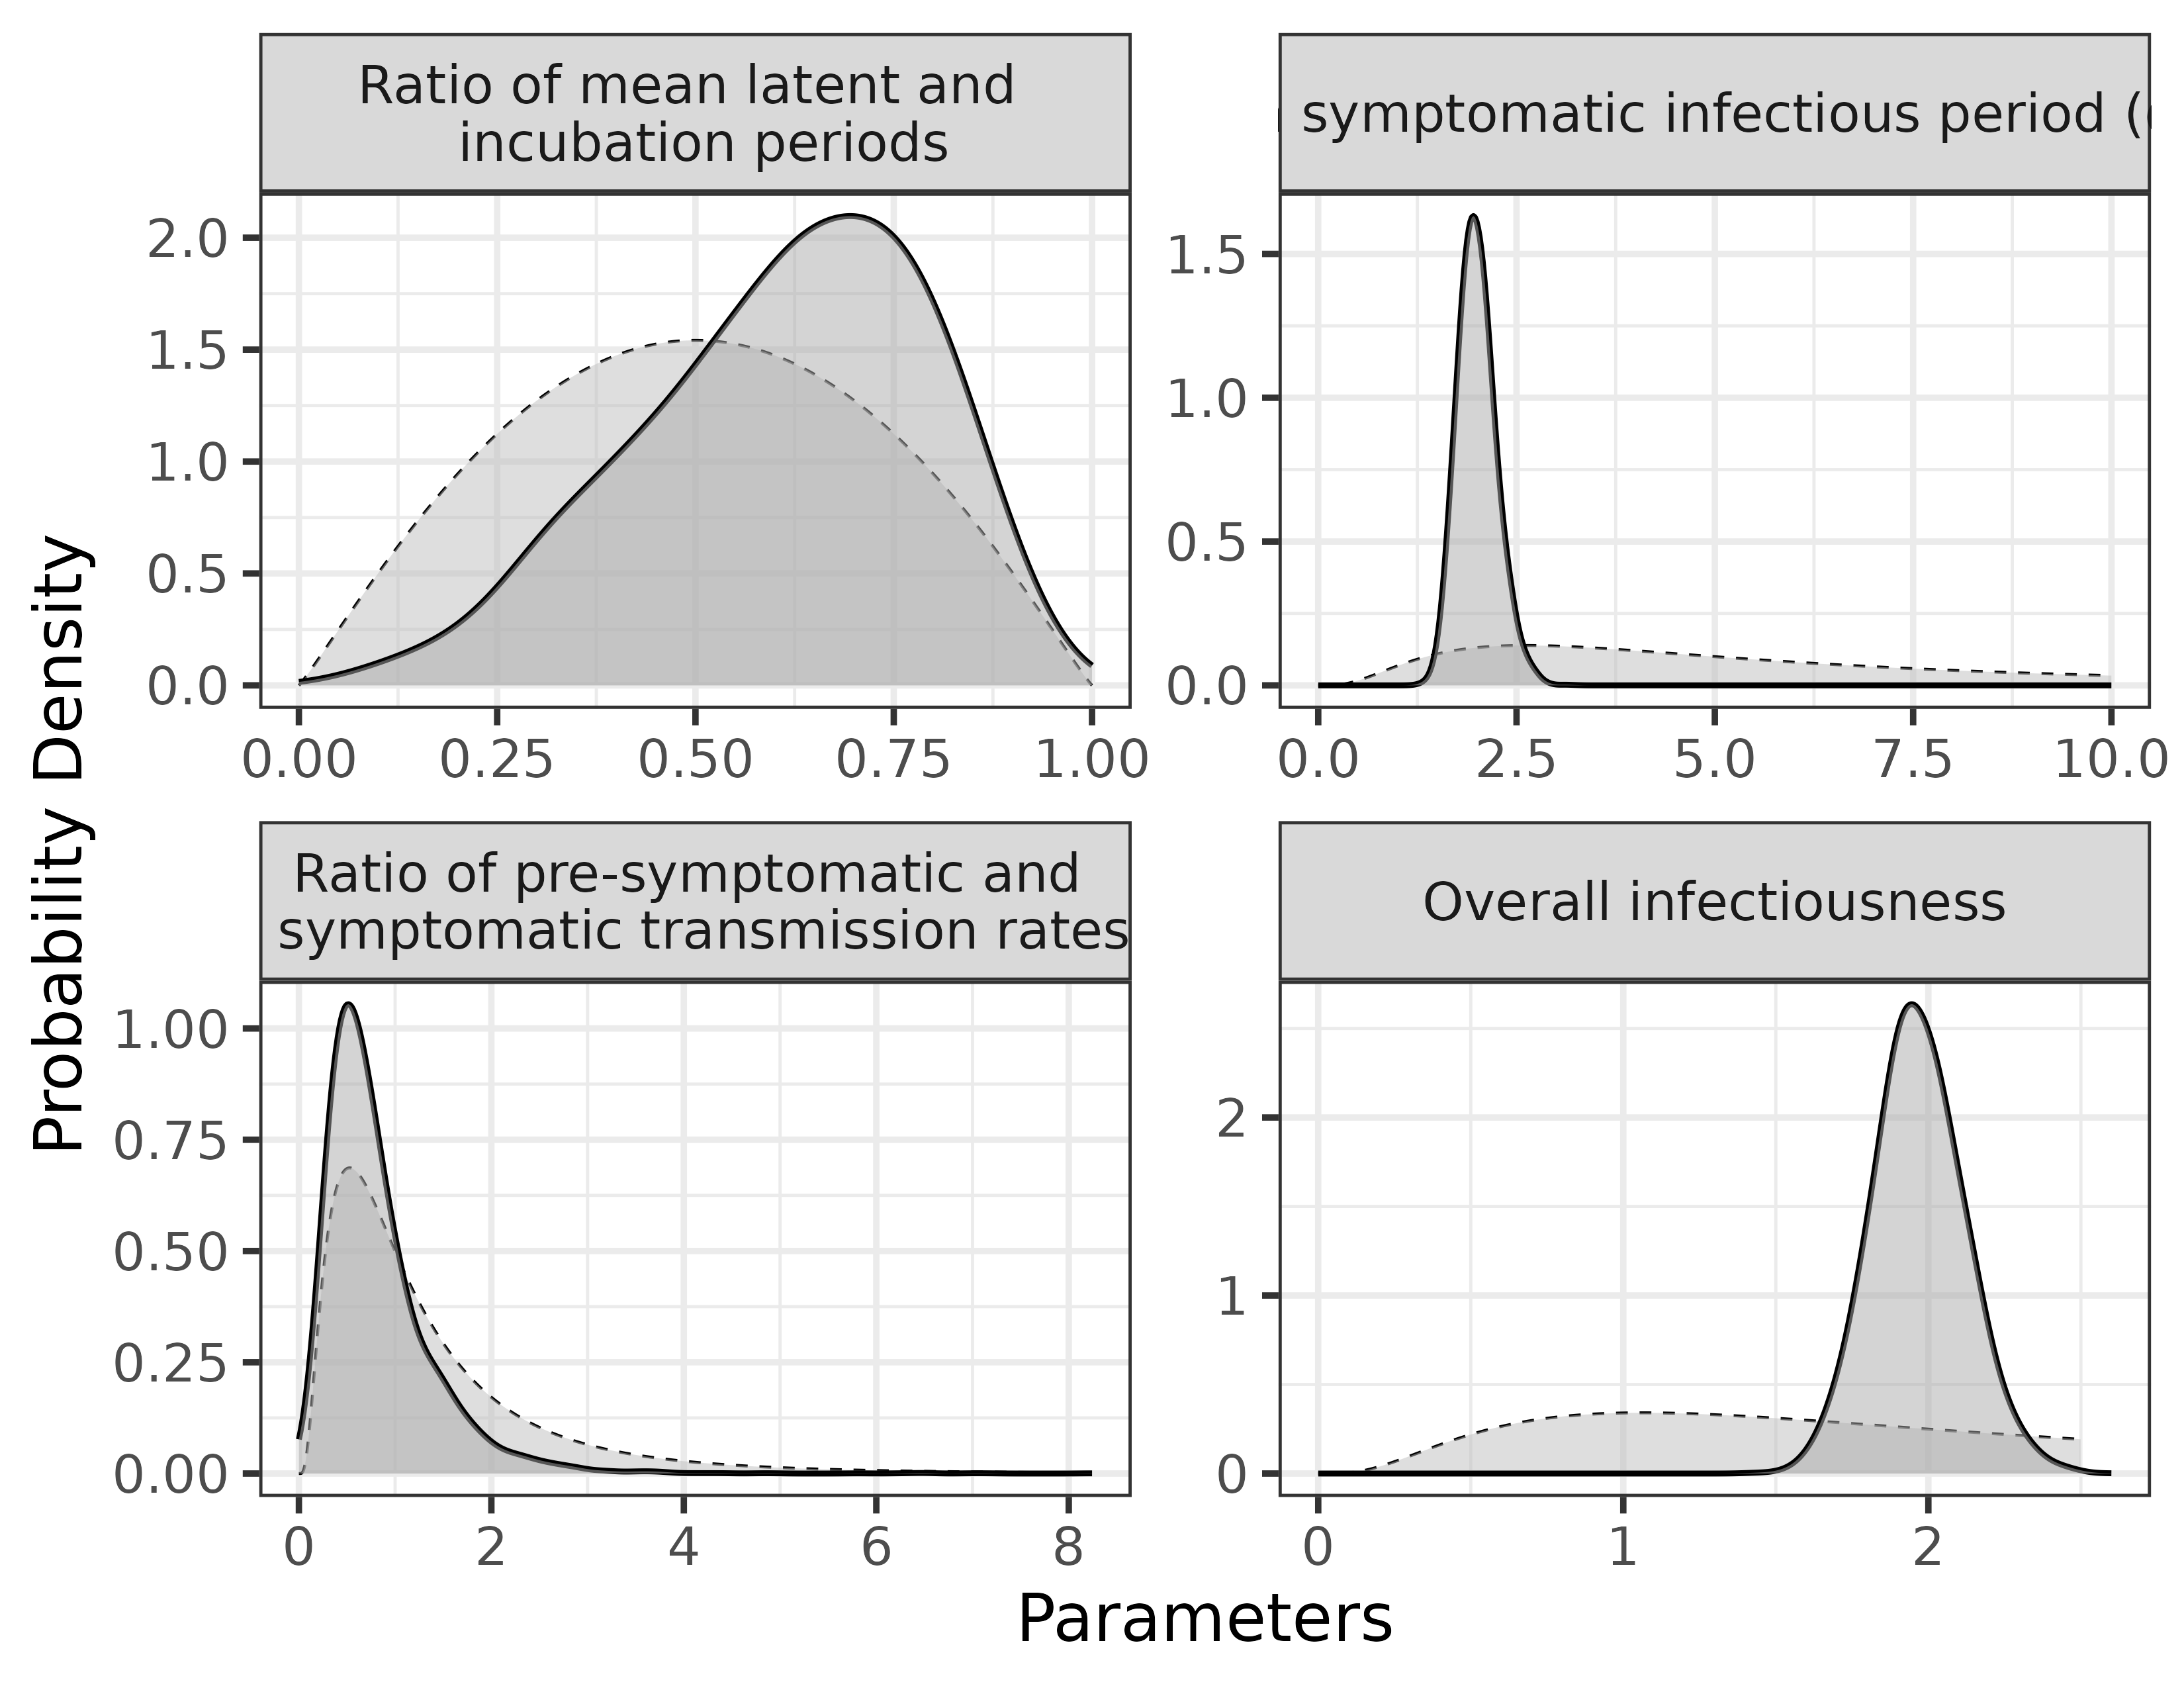 Ratio of mean latent and
incubation periods
symptomatic infectious period (
2.0
1.5
1.0
0.5
0.0
0.00 0.25 0.50 0.75 1.00
1.5
1.0
0.5
0.0
0.0 2.5 5.0 7.5 10.0
Probability Density
Ratio of pre-symptomatic and
symptomatic transmission rates
Overall infectiousness
1.00
0.75
0.50
0.25
0.00
0 2 4 6 8
2
1
0
0 1 2
Parameters